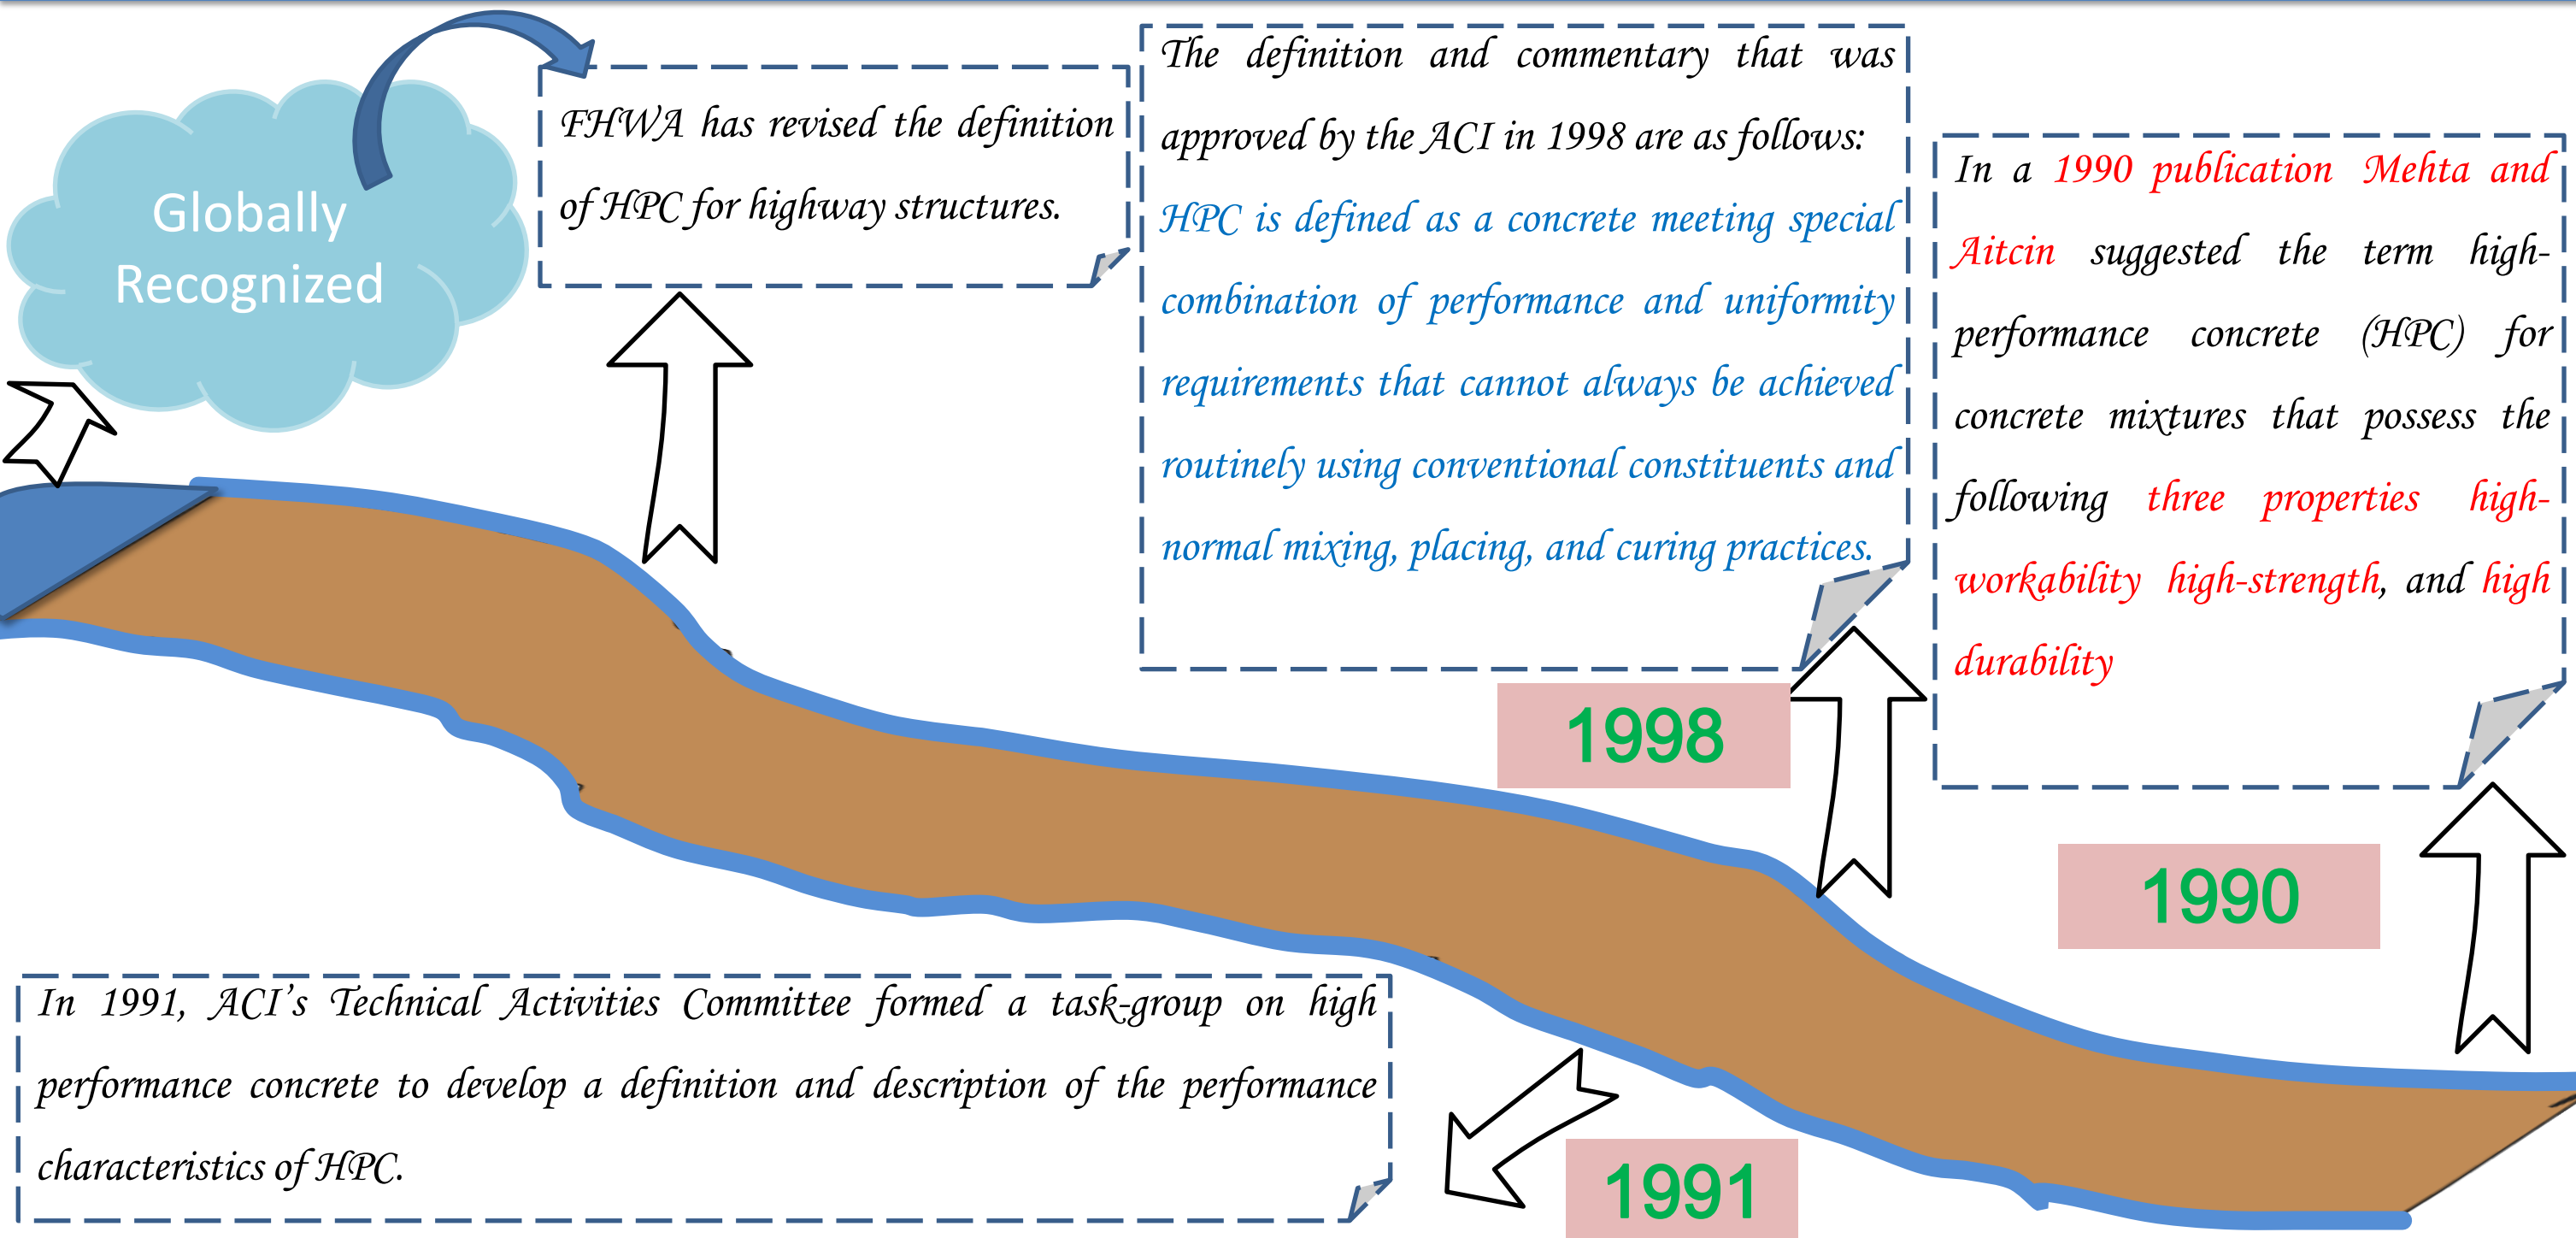 Globally
Recognized
FHWA has revised the definition
of HPC for highway structures.
The definition and commentary that was
approved by the ACI in 1998 are as follows:
HPC is defined as a concrete meeting special
combination of performance and uniformity
requirements that cannot always be achieved
routinely using conventional constituents and
normal mixing, placing, and curing practices.
In a 1990 publication Mehta and
Aitcin suggested the term high-
performance concrete (HPC) for
concrete mixtures that possess the
following three properties high-
workability high-strength, and high
durability
1998
1990
In 1991, ACI's Technical Activities Committee formed a task-group on high
performance concrete to develop a definition and description of the performance
characteristics of HPC.
1991